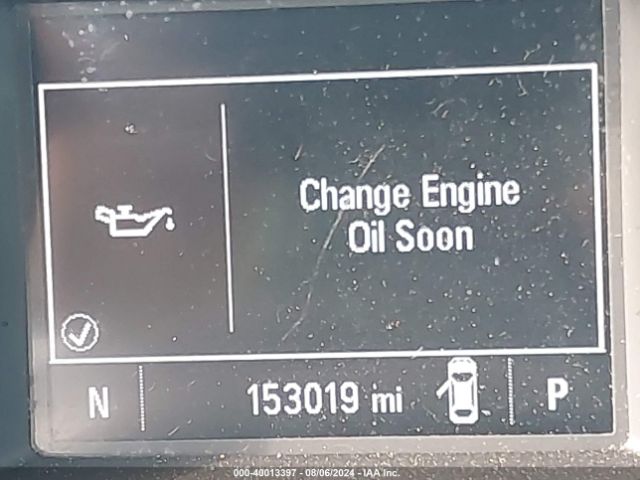 Change Engine
Oil Soon
N 153019 mi P
000-40013397 - 08/06/2024 - IAA Inc.